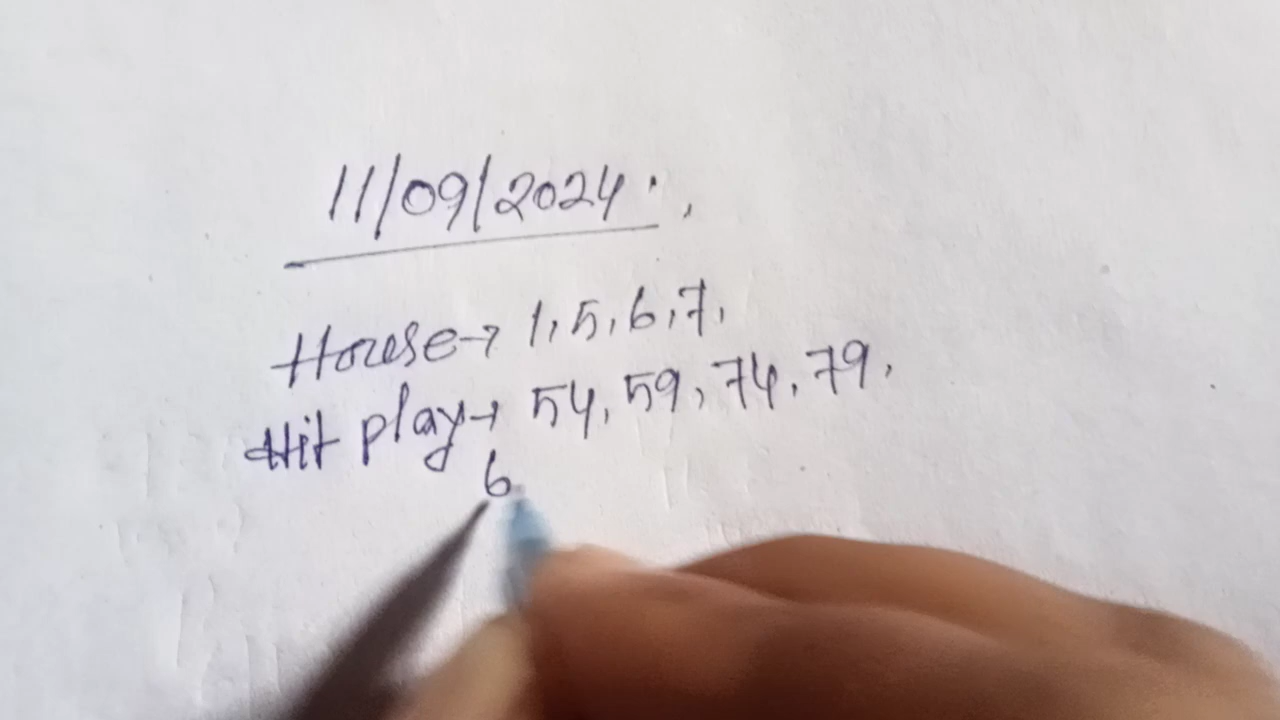 11/09/2024.,
House→ 1,5,6,7,
Hit play→ 54,59,74,79,
6